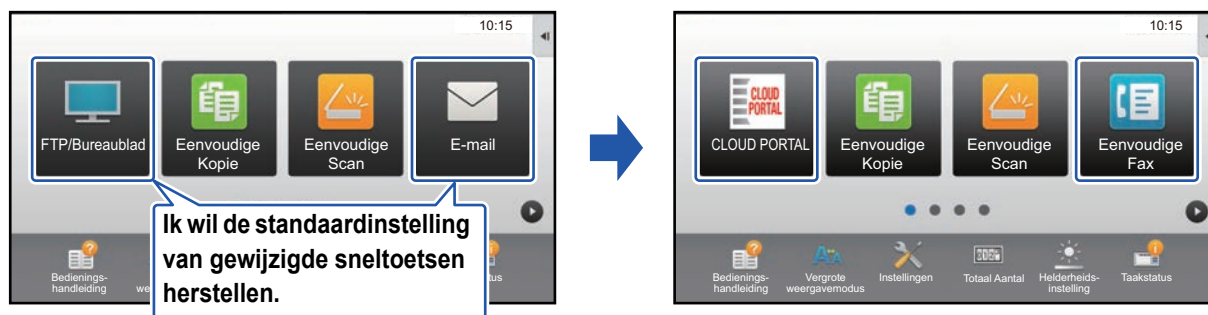 10:15
FTP/Bureaublad
Eenvoudige
Kopie
Eenvoudige
Scan
E-mail
Ik wil de standaardinstelling
van gewijzigde sneltoetsen
herstellen.
Bedienings-
handleiding
10:15
CLOUD
PORTAL
CLOUD PORTAL
Eenvoudige
Kopie
Eenvoudige
Scan
Eenvoudige
Fax
Bedienings-
handleiding
Vergrote
weergavemodus
Instellingen
Totaal Aantal
Helderheids-
instelling
Taakstatus